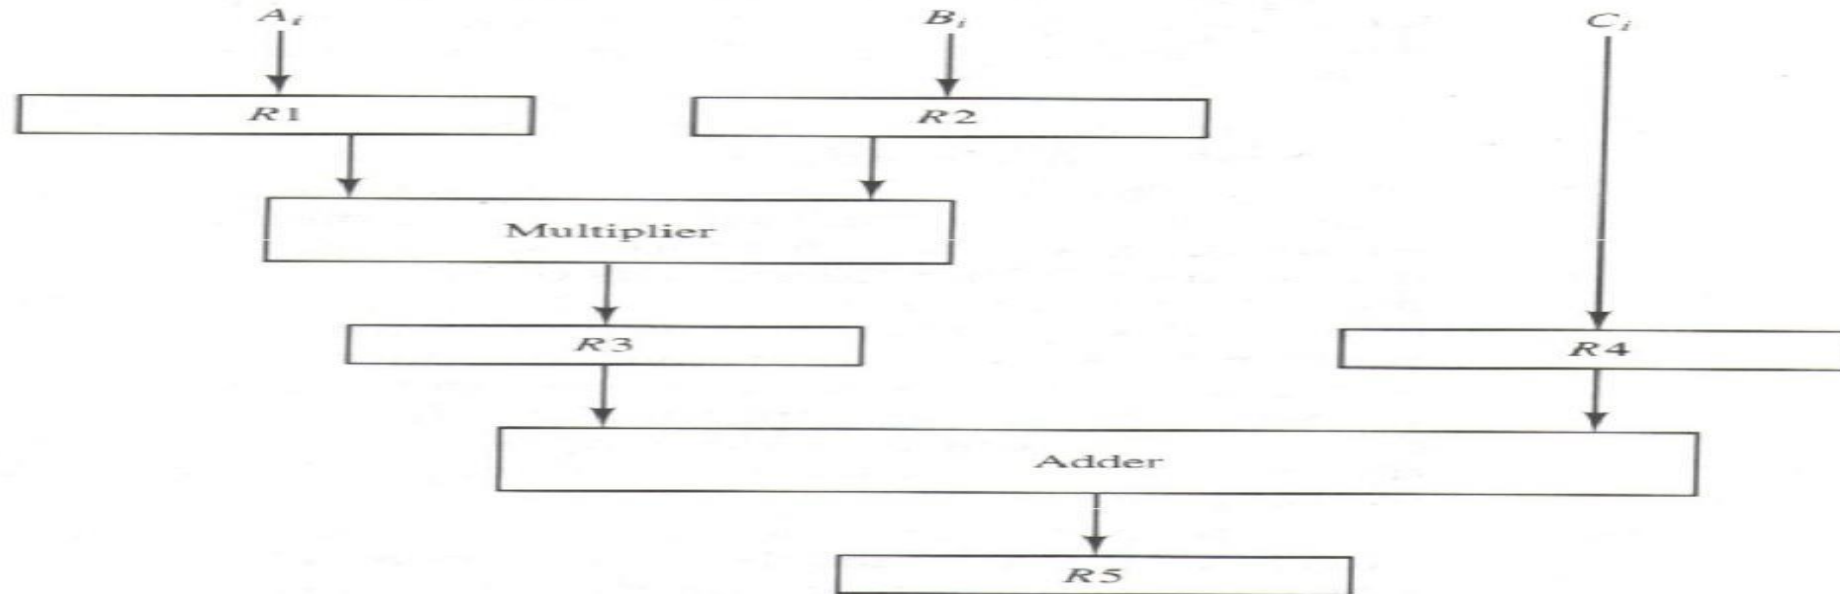 Ai Bi Ci
R1 R2
Multiplier
R3 R4
Adder
R5